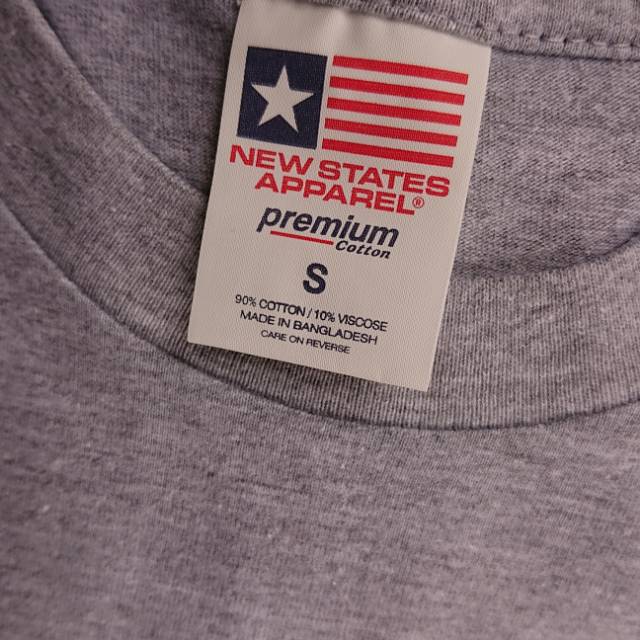 NEW STATES
APPAREL®
premium
Cotton
S
90% COTTON / 10% VISCOSE
MADE IN BANGLADESH
CARE ON REVERSE